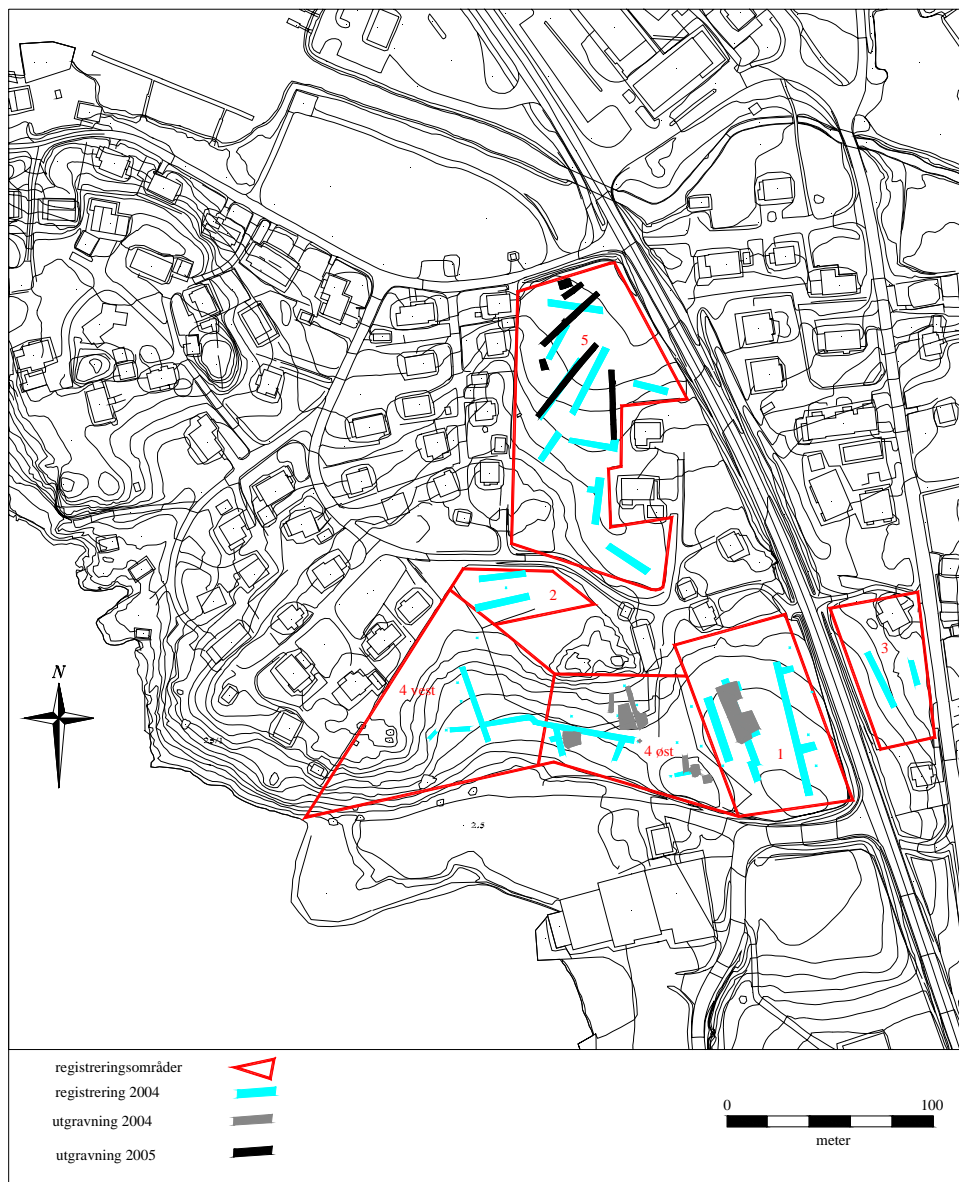 5
2
3
4 vest
4 øst
1
N
2.5
registreringsområder
registrering 2004
utgravning 2004
utgravning 2005
0 100
meter